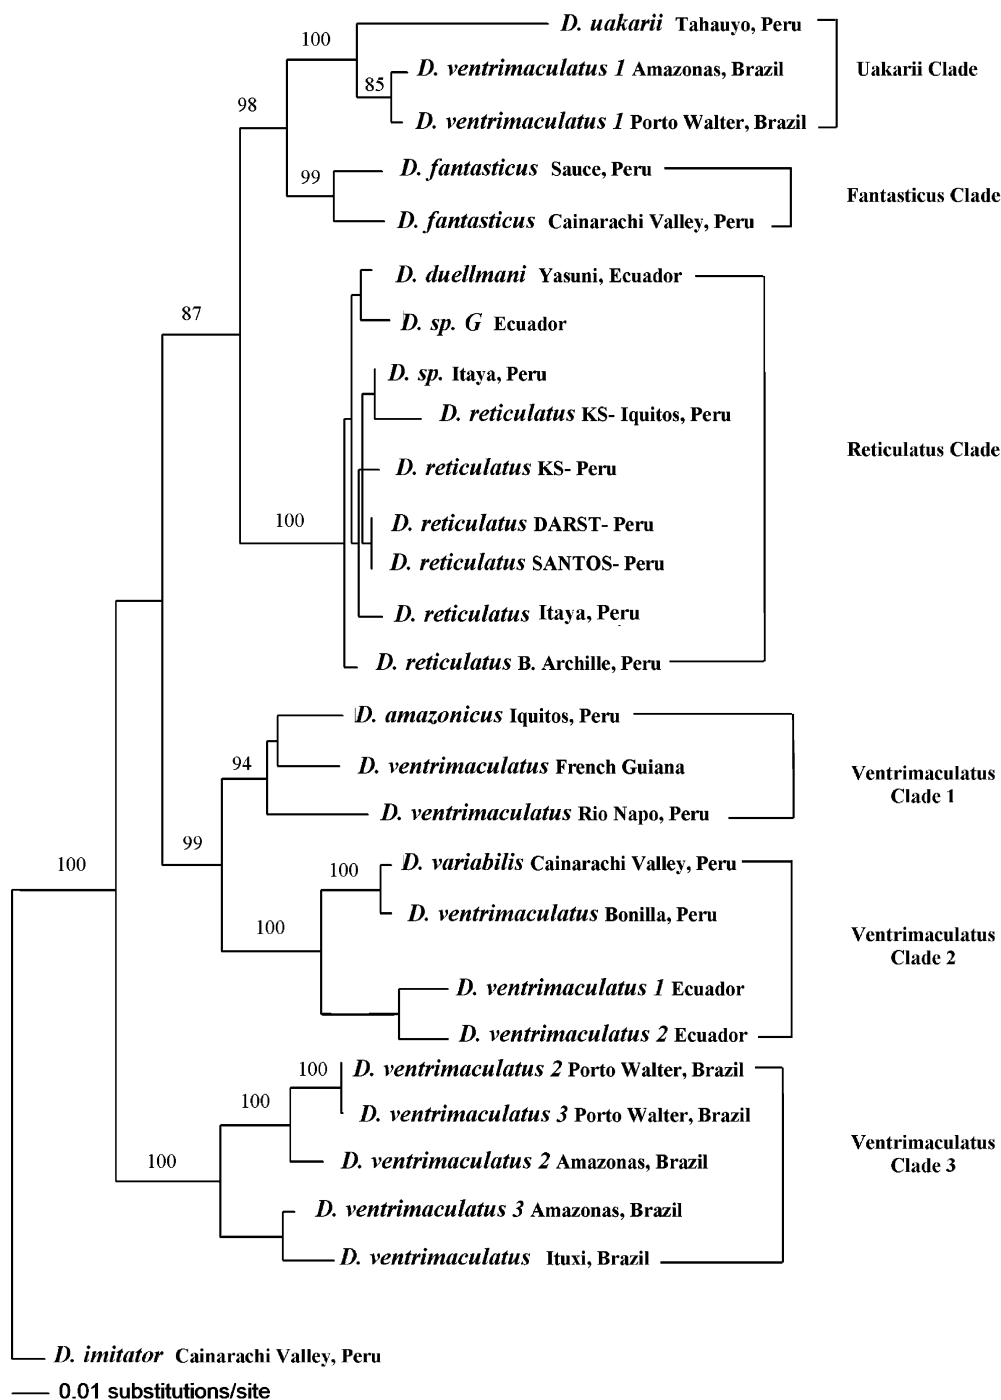 D. uakarii Tahauyo, Peru
100
D. ventrimaculatus 1 Amazonas, Brazil
Uakarii Clade
85
98
D. ventrimaculatus 1 Porto Walter, Brazil
D. fantasticus Sauce, Peru
99
Fantasticus Clade
D. fantasticus Cainarachi Valley, Peru
D. duellmani Yasuni, Ecuador
87
D. sp. G Ecuador
D. sp. Itaya, Peru
D. reticulatus KS- Iquitos, Peru
Reticulatus Clade
D. reticulatus KS- Peru
100
D. reticulatus DARST- Peru
D. reticulatus SANTOS- Peru
D. reticulatus Itaya, Peru
D. reticulatus B. Archille, Peru
D. amazonicus Iquitos, Peru
94
D. ventrimaculatus French Guiana
Ventrimaculatus
Clade 1
D. ventrimaculatus Rio Napo, Peru
99
100
D. variabilis Cainarachi Valley, Peru
100
D. ventrimaculatus Bonilla, Peru
100
Ventrimaculatus
Clade 2
D. ventrimaculatus 1 Ecuador
D. ventrimaculatus 2 Ecuador
100
D. ventrimaculatus 2 Porto Walter, Brazil
100
D. ventrimaculatus 3 Porto Walter, Brazil
Ventrimaculatus
Clade 3
100
D. ventrimaculatus 2 Amazonas, Brazil
D. ventrimaculatus 3 Amazonas, Brazil
D. ventrimaculatus Ituxi, Brazil
D. imitator Cainarachi Valley, Peru
0.01 substitutions/site